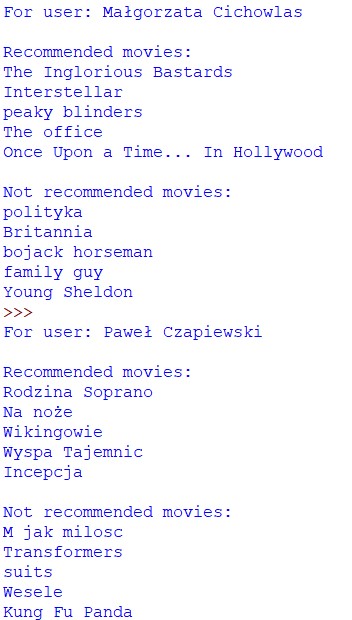 For user: Małgorzata Cichowlas
Recommended movies:
The Inglorious Bastards
Interstellar
peaky blinders
The office
Once Upon a Time... In Hollywood
Not recommended movies:
polityka
Britannia
bojack horseman
family guy
Young Sheldon
>>>
For user: Paweł Czapiewski
Recommended movies:
Rodzina Soprano
Na noże
Wikingowie
Wyspa Tajemnic
Incepcja
Not recommended movies:
M jak milosc
Transformers
suits
Wesele
Kung Fu Panda